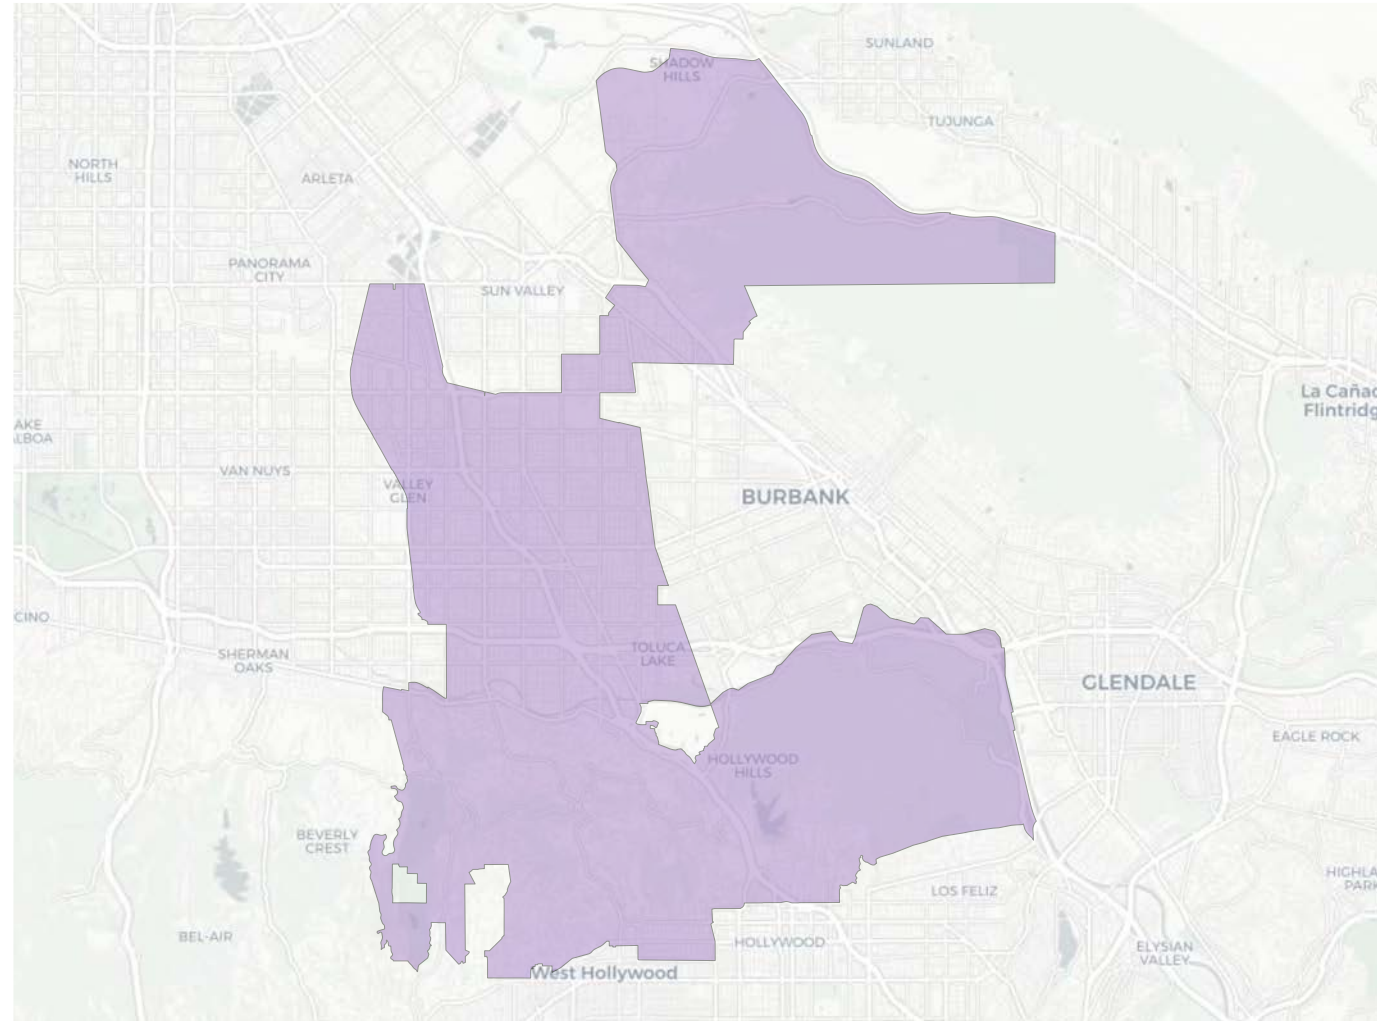 SUNLAND
SHADOW
HILLS
TUJUNGA
NORTH
HILLS
ARLETA
PANORAMA
CITY
SUN VALLEY
La Cañad
Flintridg
AKE
LBOA
VAN NUYS
VALLEY
GLEN
BURBANK
CINO
SHERMAN
OAKS
TOLUCA
LAKE
GLENDALE
EAGLE ROCK
HOLLYWOOD
HILLS
BEVERLY
CREST
HIGHLA
PARK
LOS FELIZ
BEL-AIR
HOLLYWOOD
ELYSIAN
VALLEY
West Hollywood